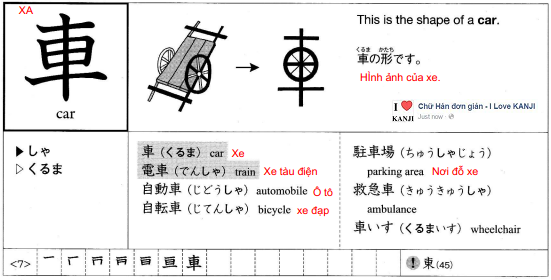 XA
車
car
This is the shape of a car.
くるま かたち
車の形です。
Hình ảnh của xe.
I ❤ KANJI
Chữ Hán đơn giản - I Love KANJI
Just now
▶しゃ
▷くるま
車(くるま) car Xe
電車(でんしゃ) train Xe tàu điện
自動車(じどうしゃ) automobile Ô tô
自転車(じてんしゃ) bicycle xe đạp
駐車場(ちゅうしゃじょう)
parking area Nơi đỗ xe
救急車(きゅうきゅうしゃ)
ambulance
車いす(くるまいす) wheelchair
<7>
車
! 東(45)